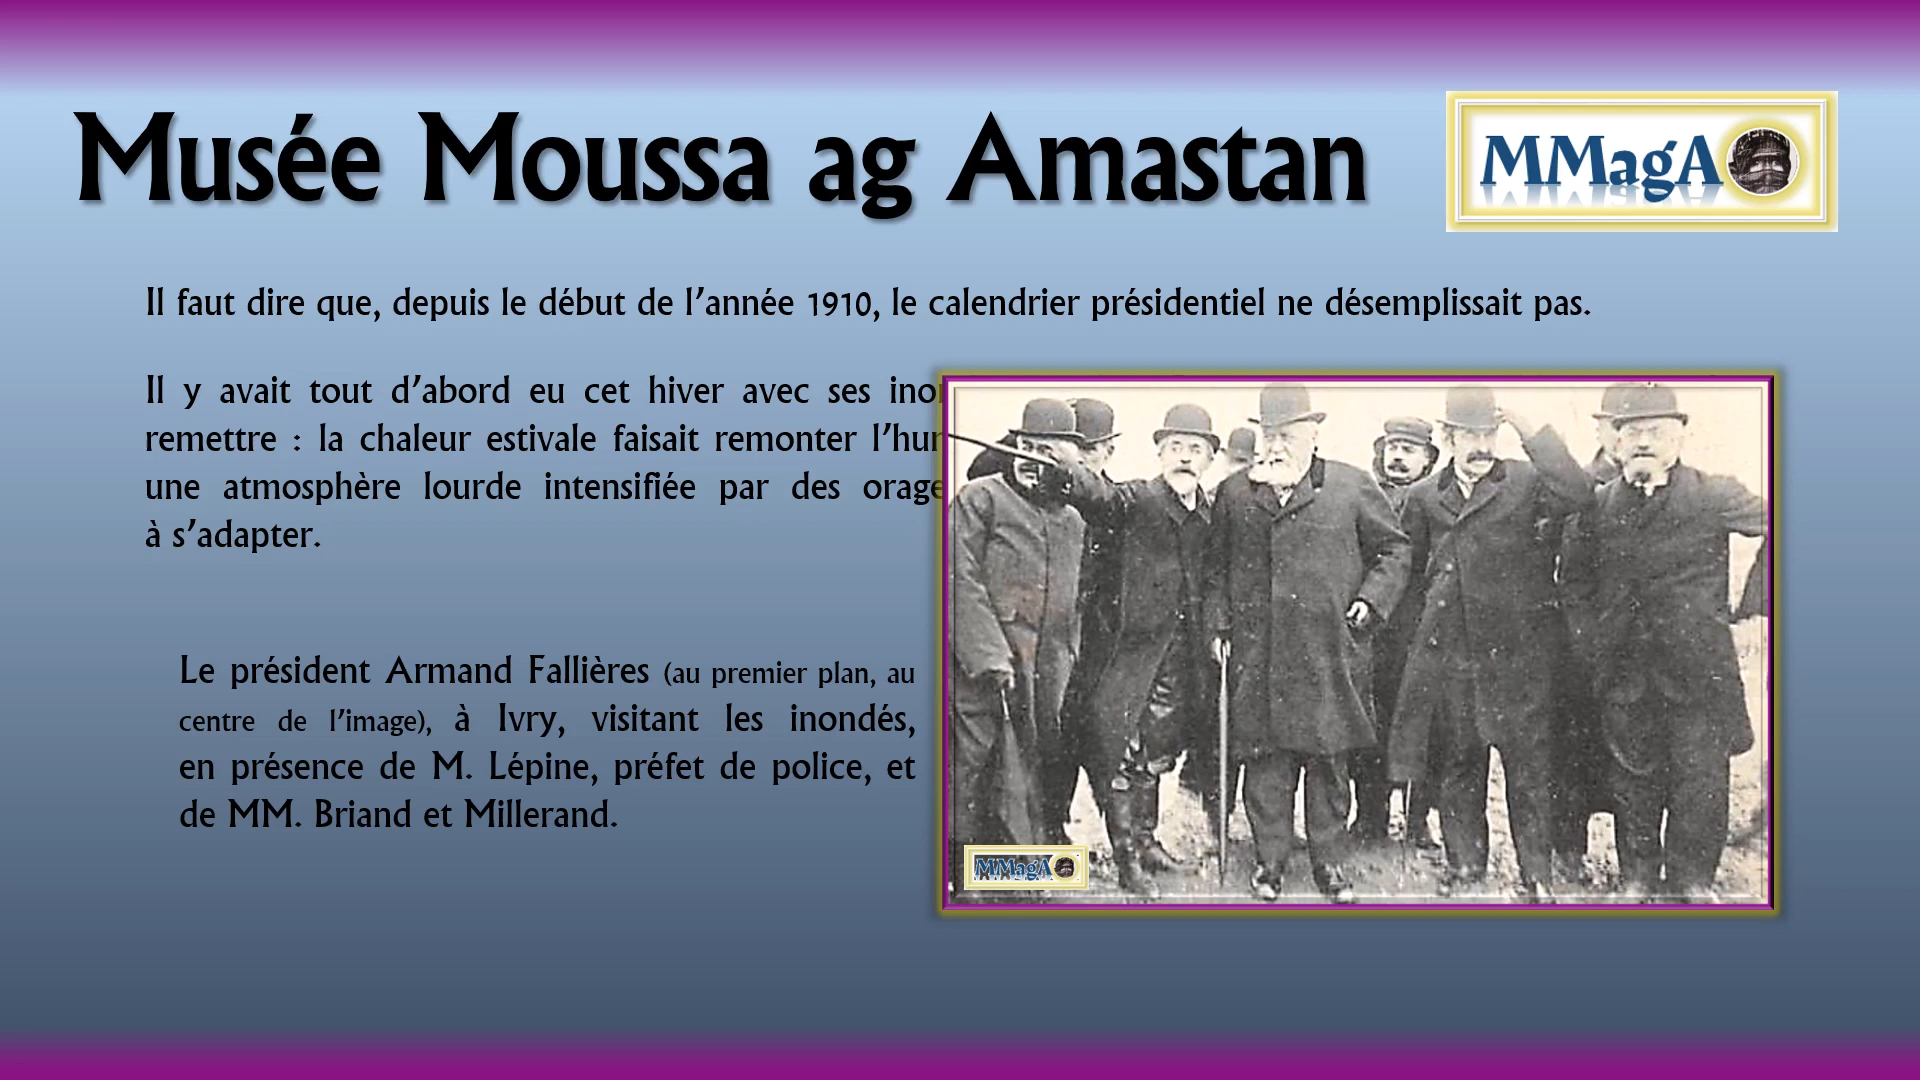 Musée Moussa ag Amastan
MMagA
Il faut dire que, depuis le début de l’année 1910, le calendrier présidentiel ne désemplissait pas.
Il y avait tout d’abord eu cet hiver avec ses
remettre : la chaleur estivale faisait remonter
une atmosphère lourde intensifiée par des
à s’adapter.
Le président Armand Fallières (au premier plan, au
centre de l’image), à Ivry, visitant les inondés,
en présence de M. Lépine, préfet de police, et
de MM. Briand et Millerand.
MMagA